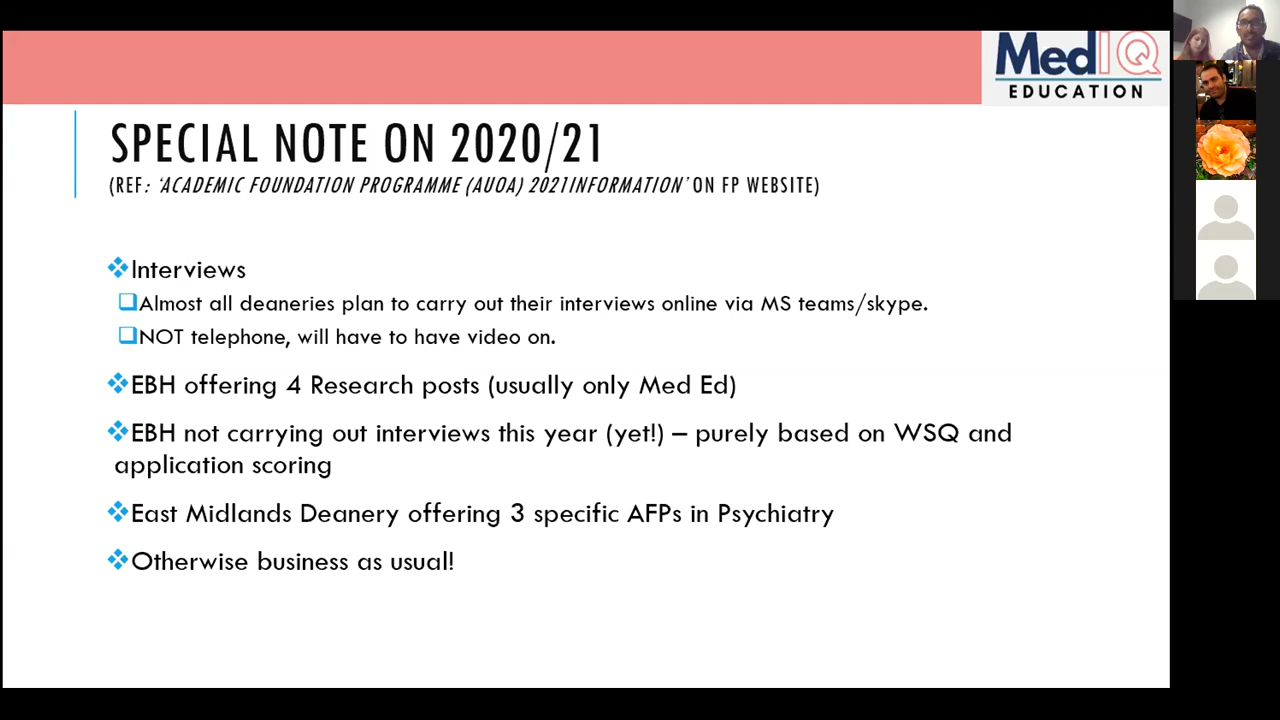 MedIQ
EDUCATION
SPECIAL NOTE ON 2020/21
(REF: ‘ACADEMIC FOUNDATION PROGRAMME (AUOA) 2021INFORMATION’ ON FP WEBSITE)
Interviews
Almost all deaneries plan to carry out their interviews online via MS teams/skype.
NOT telephone, will have to have video on.
EBH offering 4 Research posts (usually only Med Ed)
EBH not carrying out interviews this year (yet!) – purely based on WSQ and
application scoring
East Midlands Deanery offering 3 specific AFPs in Psychiatry
Otherwise business as usual!